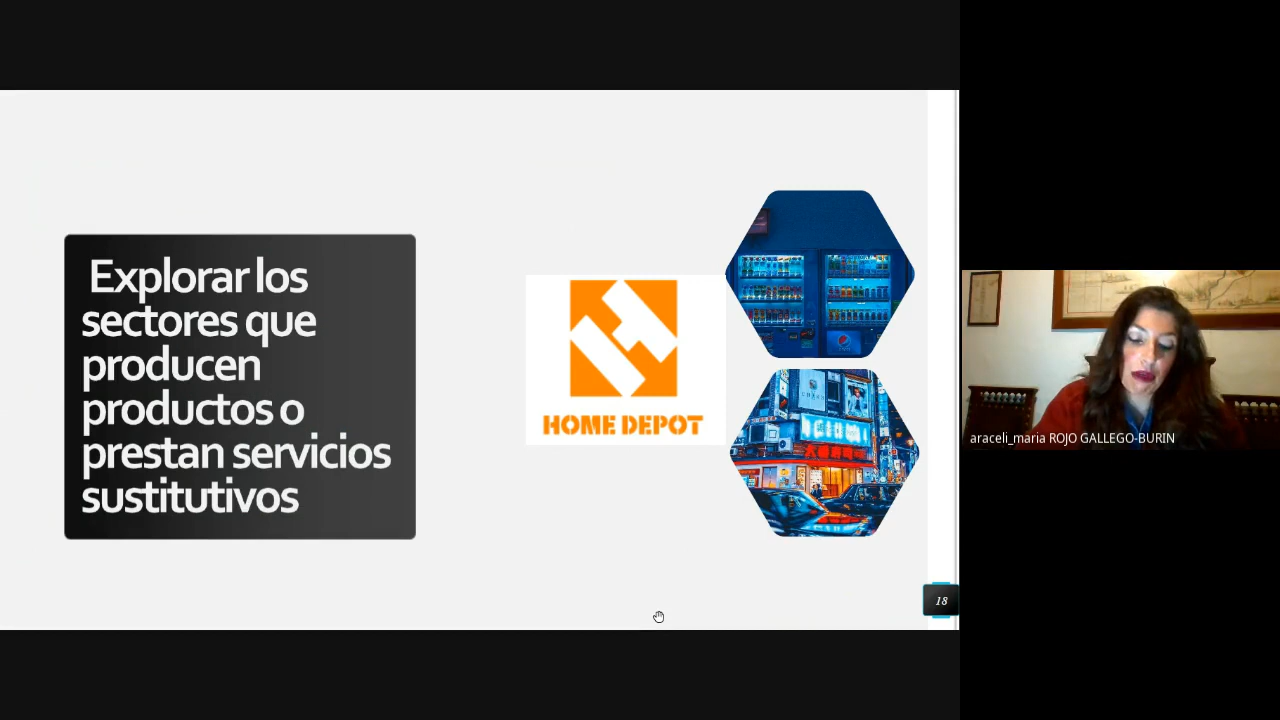 Explorar los
sectores que
producen
productos o
prestan servicios
sustitutivos
HOME DEPOT
18
araceli_maria ROJO GALLEGO-BURIN